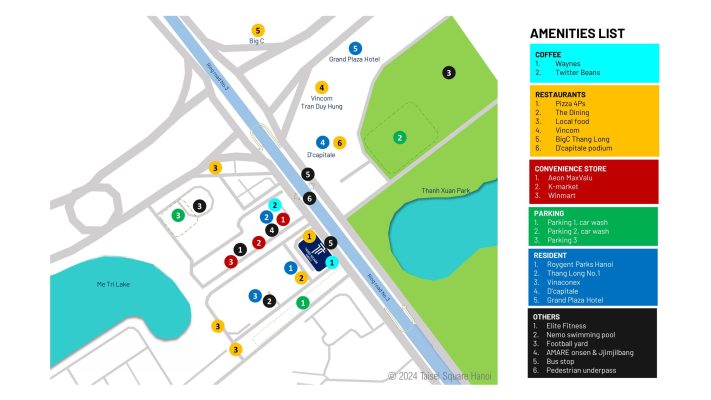 AMENITIES LIST
COFFEE
1. Waynes
2. Twitter Beans
RESTAURANTS
1. Pizza 4Ps
2. The Dining
3. Local food
4. Vincom
5. BigC Thang Long
6. D'capitale podium
CONVENIENCE STORE
1. Aeon MaxValu
2. K-market
3. Winmart
PARKING
1. Parking 1, car wash
2. Parking 2, car wash
3. Parking 3
RESIDENT
1. Roygent Parks Hanoi
2. Thang Long No.1
3. Vinaconex
4. D'capitale
5. Grand Plaza Hotel
OTHERS
1. Elite Fitness
2. Nemo swimming pool
3. Football yard
4. AMARE onsen & Jjimjilbang
5. Bus stop
6. Pedestrian underpass
5
Big C
5
Grand Plaza Hotel
3
4
Vincom
Tran Duy Hung
Ring road No.3
4 6
D'capitale
2
3
5
6
Thanh Xuan Park
3
3
2
2 1
4
1
2
3
1
5
1
1
2
Me Tri Lake
3
2
1
Ring road No.3
3
3
© 2024 Taisei Square Hanoi